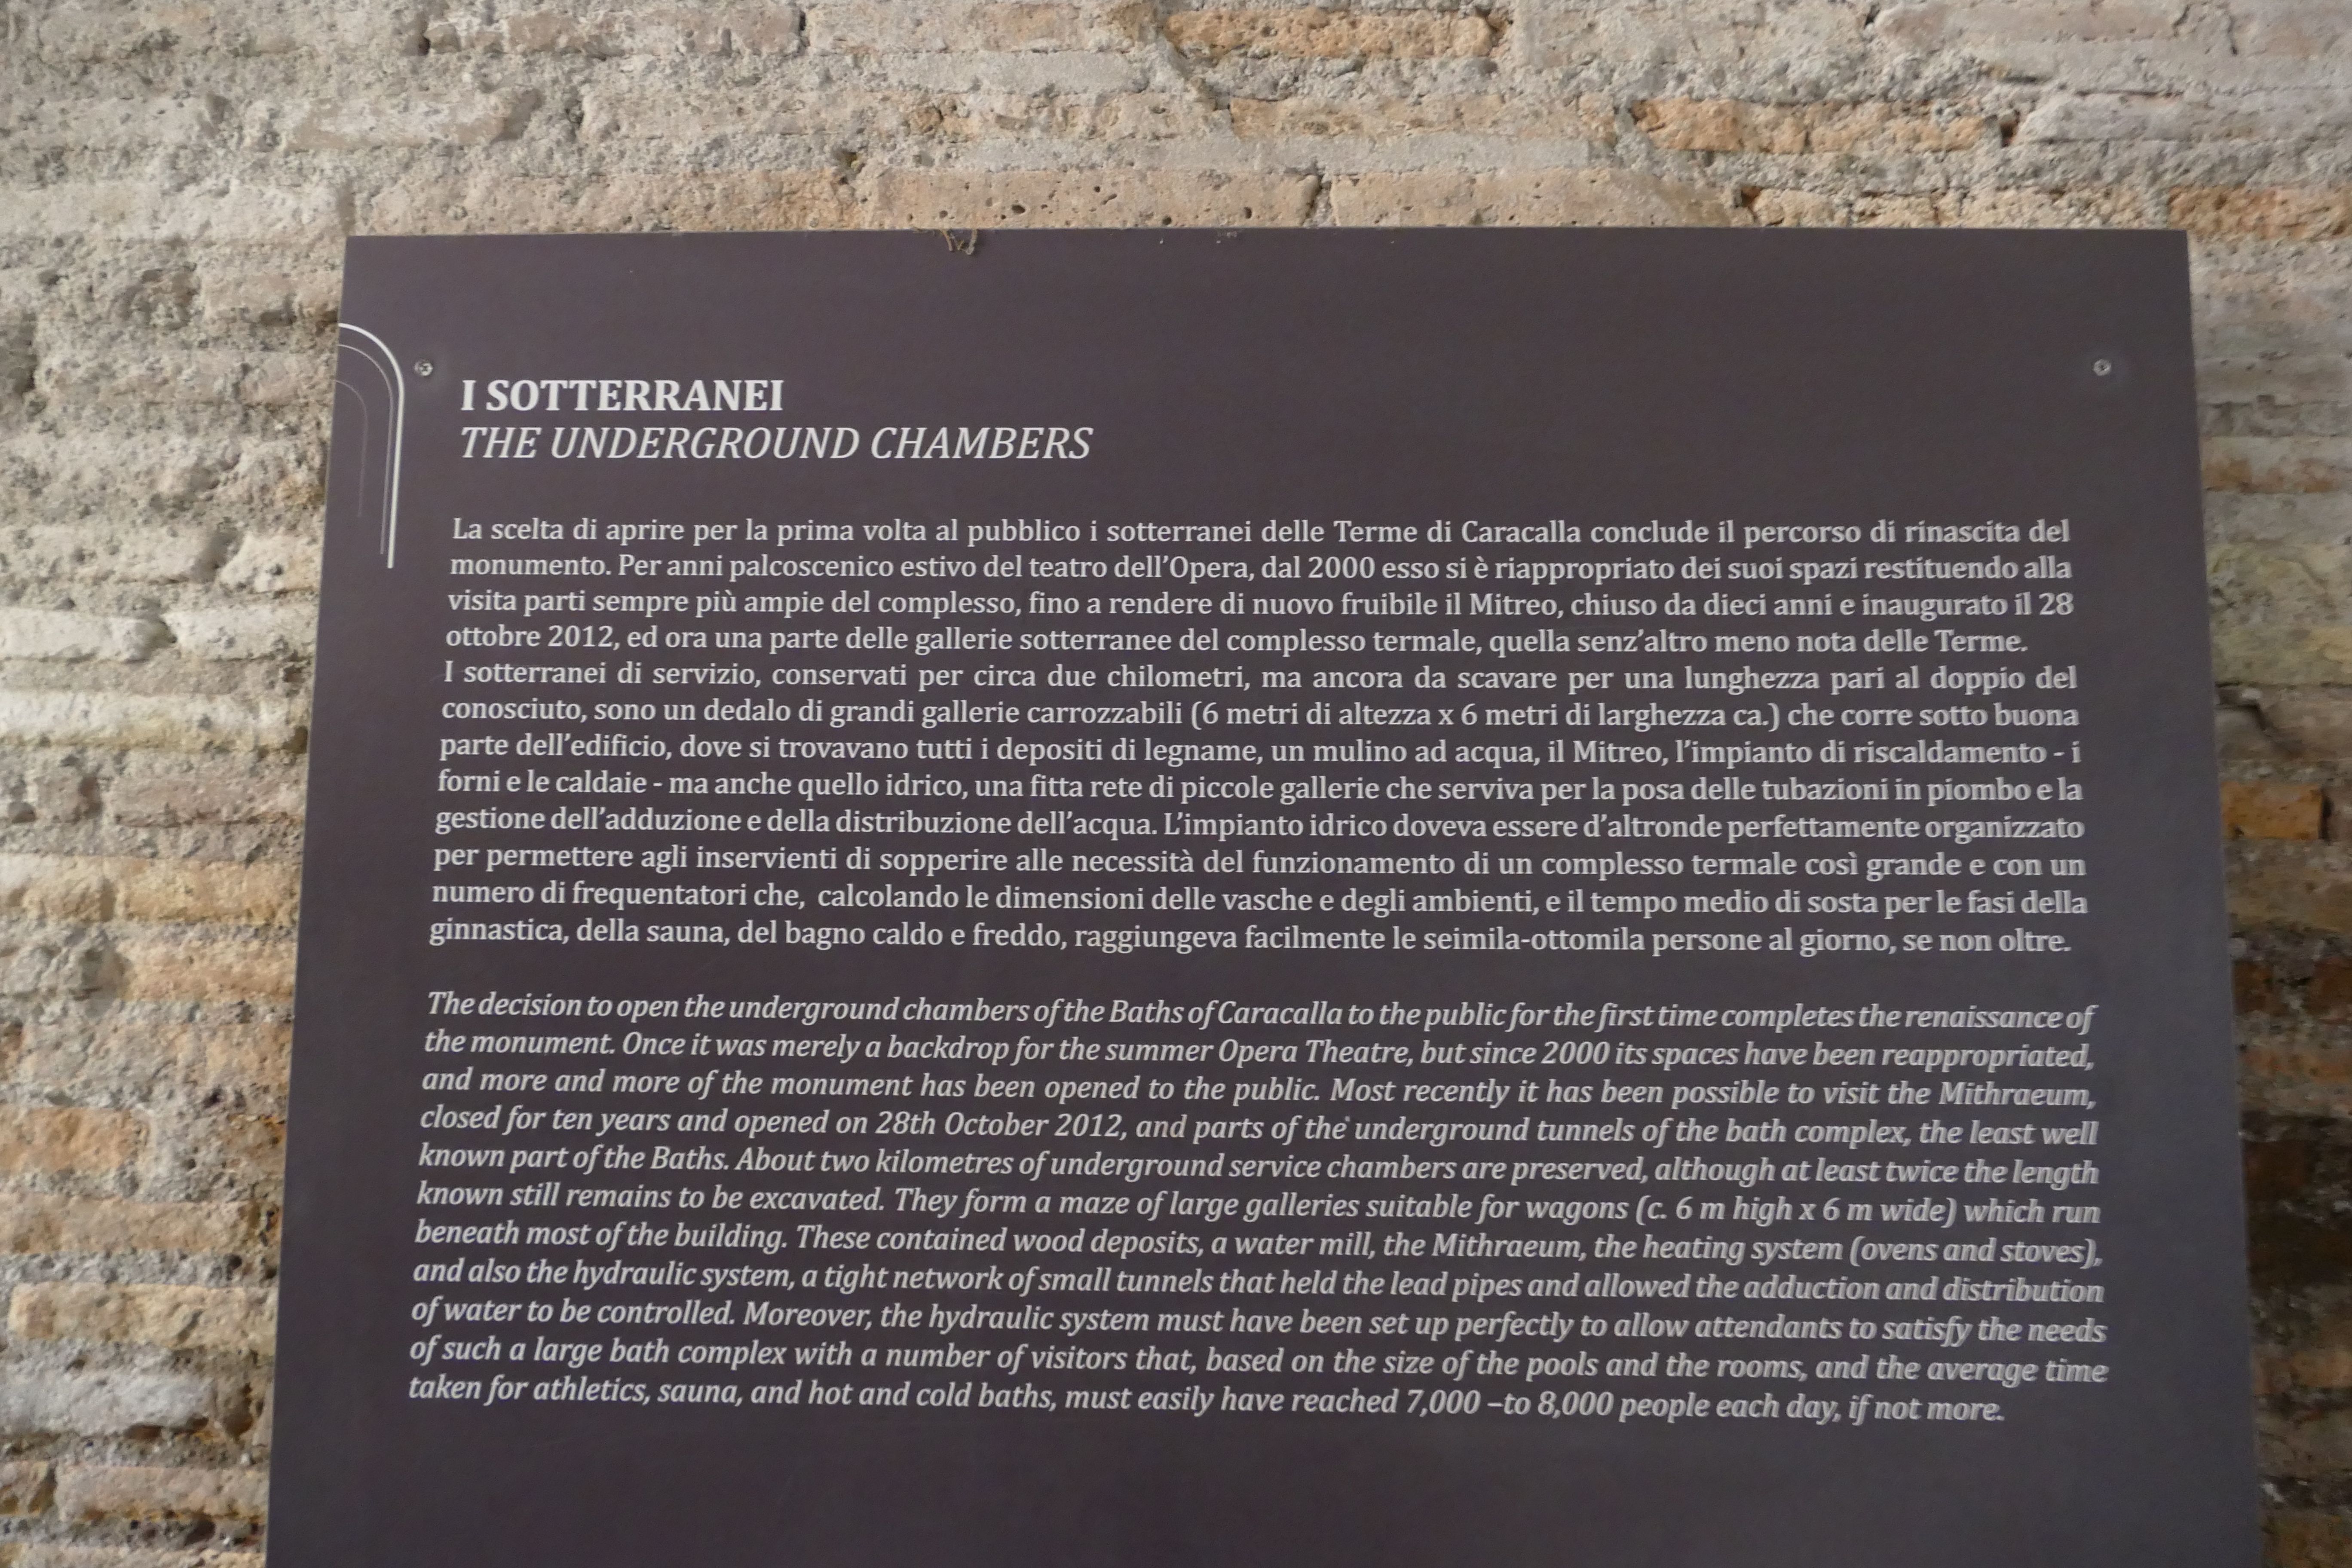 I SOTTERRANEI
THE UNDERGROUND CHAMBERS
La scelta di aprire per la prima volta al pubblico i sotterranei delle Terme di Caracalla conclude il percorso di rinascita del
monumento. Per anni palcoscenico estivo del teatro dell’Opera, dal 2000 esso si è riappropriato dei suoi spazi restituendo alla
visita parti sempre più ampie del complesso, fino a rendere di nuovo fruibile il Mitreo, chiuso da dieci anni e inaugurato il 28
ottobre 2012, ed ora una parte delle gallerie sotterranee del complesso termale, quella senz’altro meno nota delle Terme.
I sotterranei di servizio, conservati per circa due chilometri, ma ancora da scavare per una lunghezza pari al doppio del
conosciuto, sono un dedalo di grandi gallerie carrozzabili (6 metri di altezza x 6 metri di larghezza ca.) che corre sotto buona
parte dell’edificio, dove si trovavano tutti i depositi di legname, un mulino ad acqua, il Mitreo, l’impianto di riscaldamento - i
forni e le caldaie - ma anche quello idrico, una fitta rete di piccole gallerie che serviva per la posa delle tubazioni in piombo e la
gestione dell’adduzione e della distribuzione dell’acqua. L’impianto idrico doveva essere d’altronde perfettamente organizzato
per permettere agli inservienti di sopperire alle necessità del funzionamento di un complesso termale così grande e con un
numero di frequentatori che, calcolando le dimensioni delle vasche e degli ambienti, e il tempo medio di sosta per le fasi della
ginnastica, della sauna, del bagno caldo e freddo, raggiungeva facilmente le seimila-ottomila persone al giorno, se non oltre.
The decision to open the underground chambers of the Baths of Caracalla to the public for the first time completes the renaissance of
the monument. Once it was merely a backdrop for the summer Opera Theatre, but since 2000 its spaces have been reappropriated,
and more and more of the monument has been opened to the public. Most recently it has been possible to visit the Mithraeum,
closed for ten years and opened on 28th October 2012, and parts of the underground tunnels of the bath complex, the least well
known part of the Baths. About two kilometres of underground service chambers are preserved, although at least twice the length
known still remains to be excavated. They form a maze of large galleries suitable for wagons (c. 6 m high x 6 m wide) which run
beneath most of the building. These contained wood deposits, a water mill, the Mithraeum, the heating system (ovens and stoves),
and also the hydraulic system, a tight network of small tunnels that held the lead pipes and allowed the adduction and distribution
of water to be controlled. Moreover, the hydraulic system must have been set up perfectly to allow attendants to satisfy the needs
of such a large bath complex with a number of visitors that, based on the size of the pools and the rooms, and the average time
taken for athletics, sauna, and hot and cold baths, must easily have reached 7,000 –to 8,000 people each day, if not more.